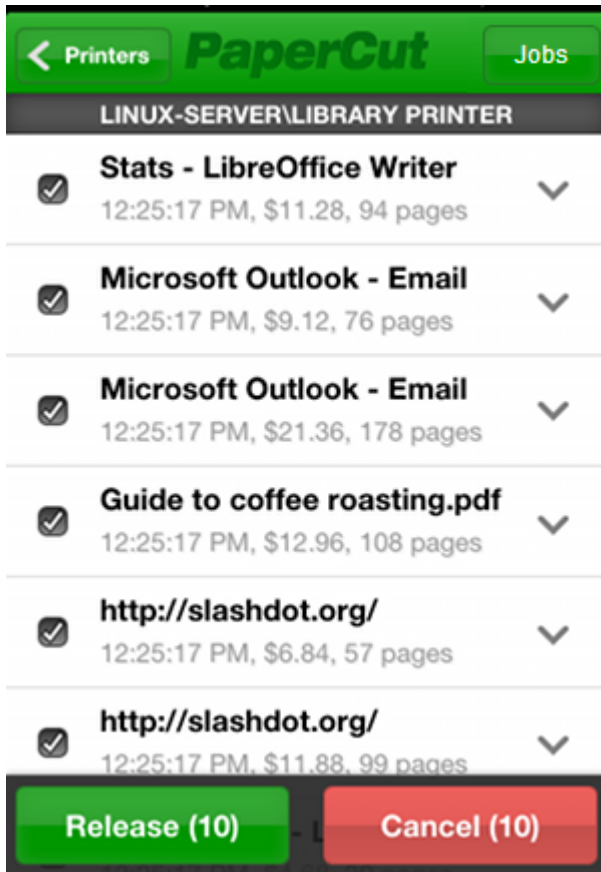 Printers
PaperCut
Jobs
LINUX-SERVER\LIBRARY PRINTER
Stats - LibreOffice Writer
12:25:17 PM, $11.28, 94 pages
Microsoft Outlook - Email
12:25:17 PM, $9.12, 76 pages
Microsoft Outlook - Email
12:25:17 PM, $21.36, 178 pages
Guide to coffee roasting.pdf
12:25:17 PM, $12.96, 108 pages
http://slashdot.org/
12:25:17 PM, $6.84, 57 pages
http://slashdot.org/
12:25:17 PM, $11.88, 99 pages
Release (10)
Cancel (10)